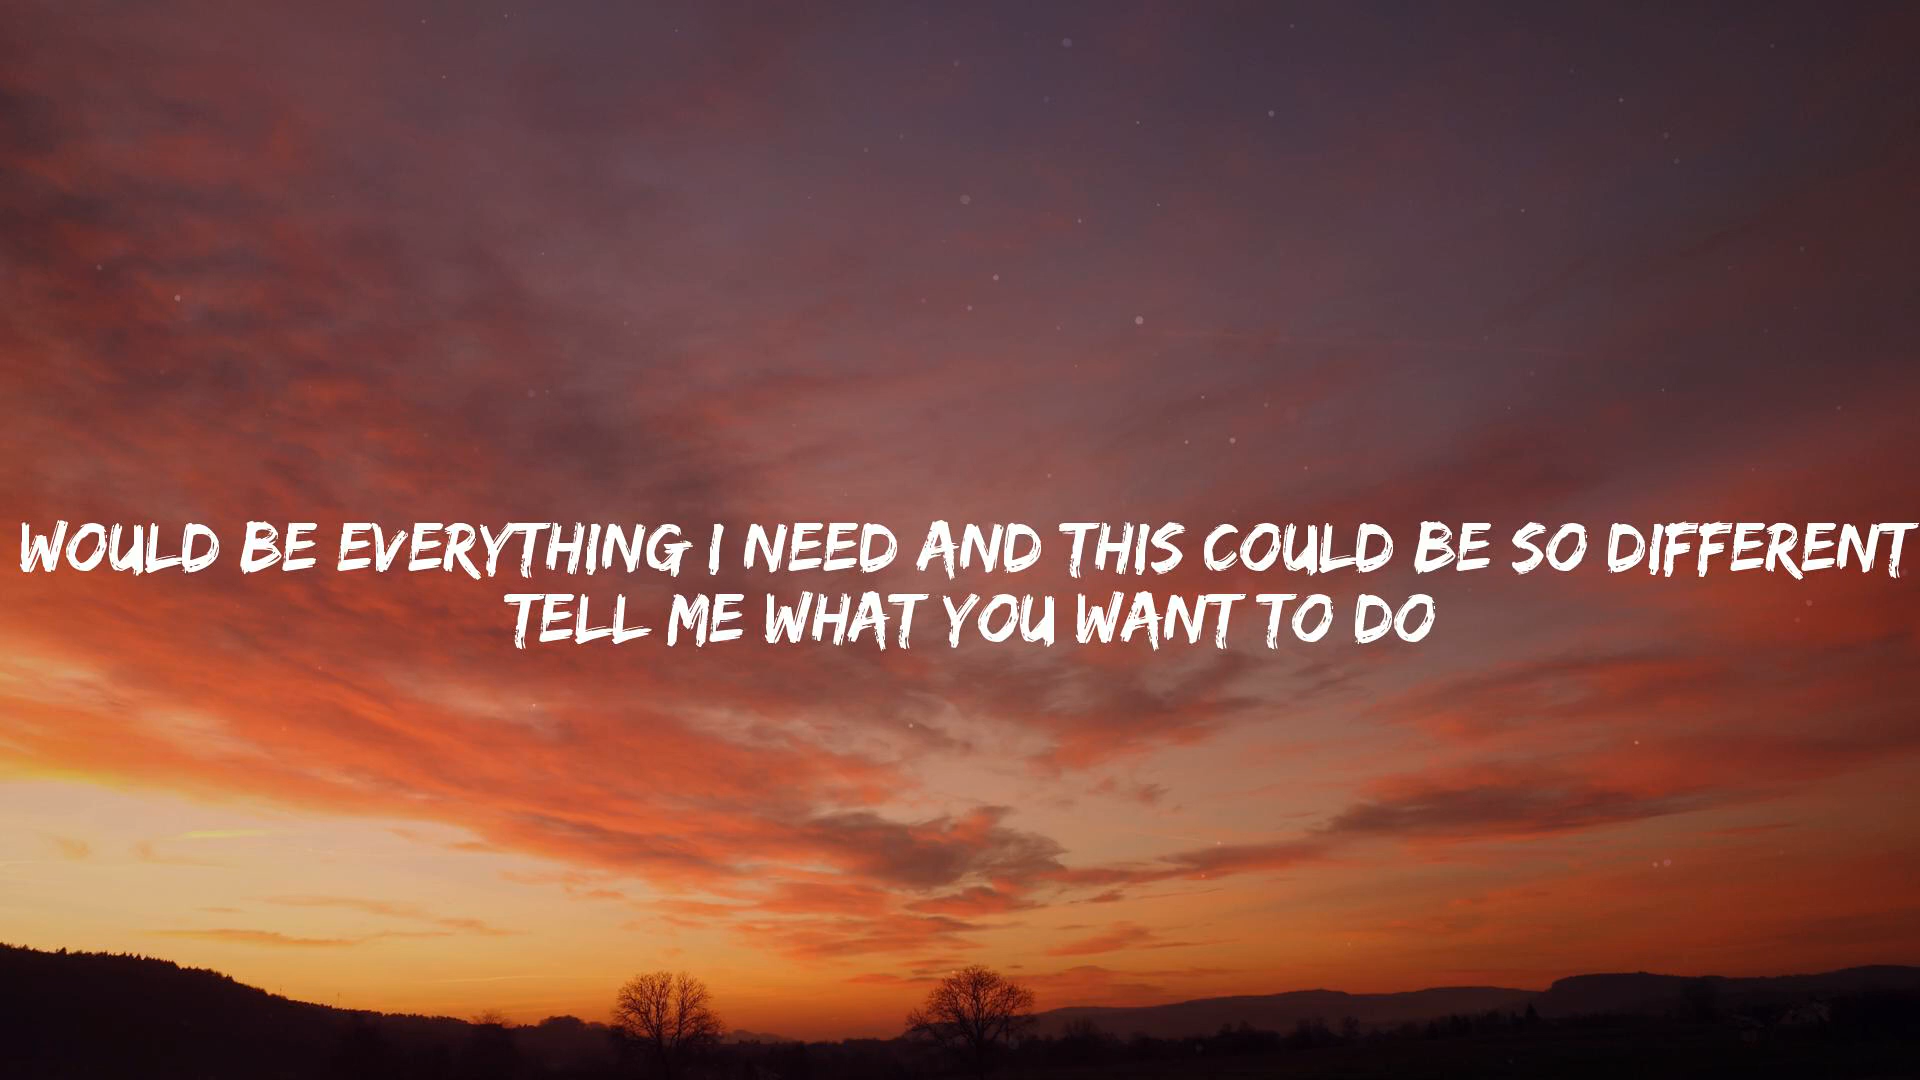 WOULD BE EVERYTHING I NEED AND THIS COULD BE SO DIFFERENT
TELL ME WHAT YOU WANT TO DO